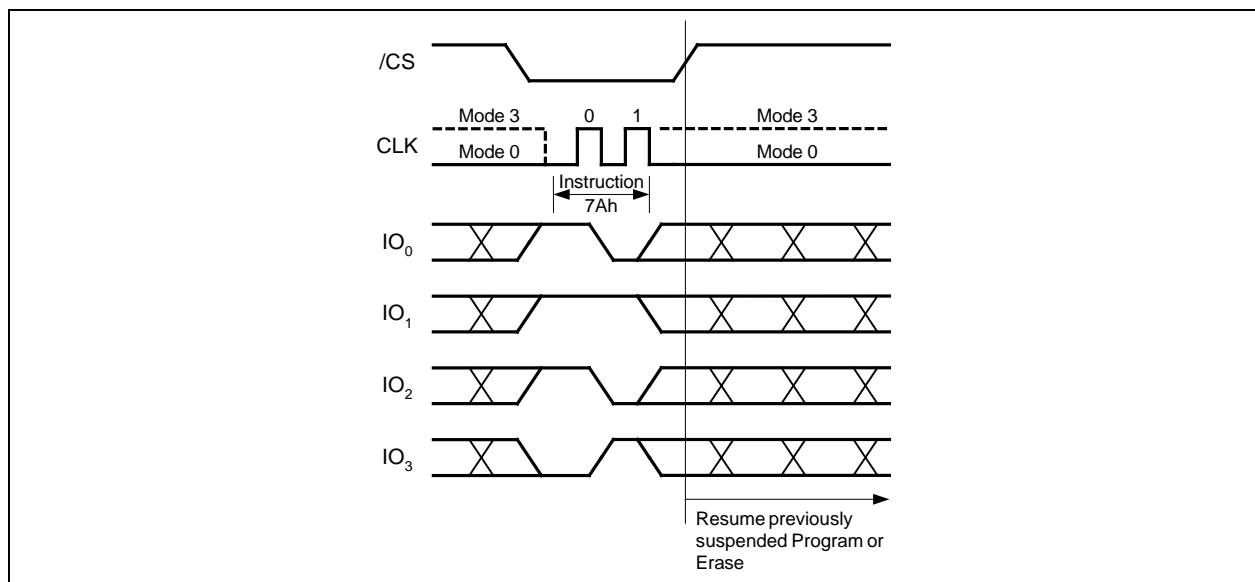 /CS
Mode 3 0 1 Mode 3
CLK
Mode 0 Mode 0
Instruction
7Ah
IO0
IO1
IO2
IO3
Resume previously
suspended Program or
Erase